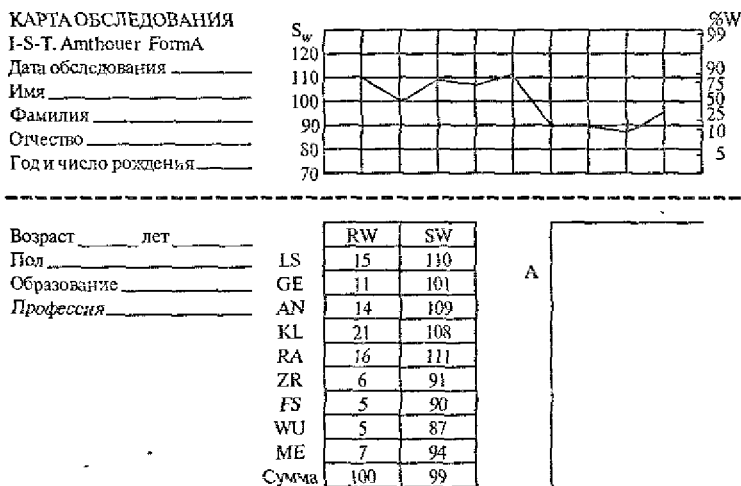 КАРТА ОБСЛЕДОВАНИЯ
I-S-T. Amthouer FormA
Дата обследования
Имя
Фамилия
Отчество
Год и число рождения
Sw
120
110
100
90
80
70
%W
99
90
75
50
25
10
5
Возраст лет
Пол
Образование
Профессия
RW SW
LS 15 110
GE 11 101
AN 14 109
KL 21 108
RA 16 111
ZR 6 91
FS 5 90
WU 5 87
ME 7 94
Сумма 100 99
A